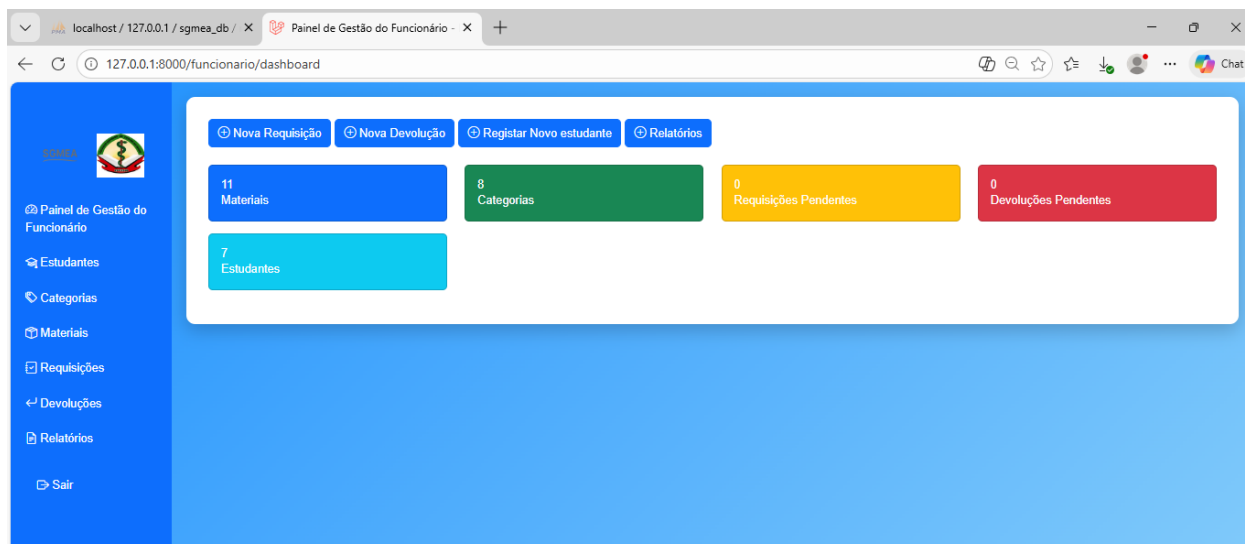 localhost / 127.0.0.1 / sgmea_db /
Painel de Gestão do Funcionário -
127.0.0.1:8000/funcionario/dashboard
Chat
SGMEA
Painel de Gestão do
Funcionário
Estudantes
Categorias
Materiais
Requisições
Devoluções
Relatórios
Sair
Nova Requisição
Nova Devolução
Registar Novo estudante
Relatórios
11
Materiais
8
Categorias
0
Requisições Pendentes
0
Devoluções Pendentes
7
Estudantes